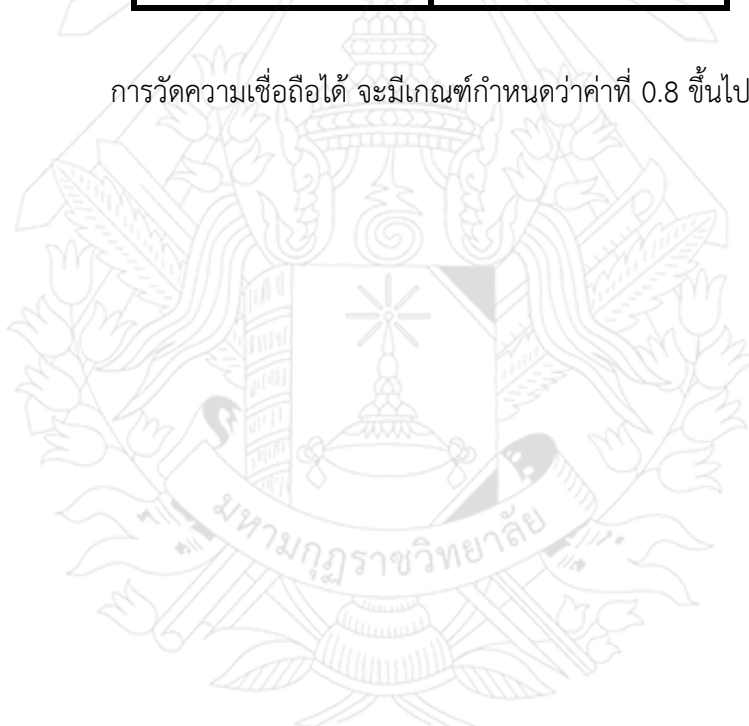 การวัดความเชื่อถือได้ จะมีเกณฑ์กำหนดว่าค่าที่ 0.8 ขึ้นไป
มหามกุฏราชวิทยาลัย